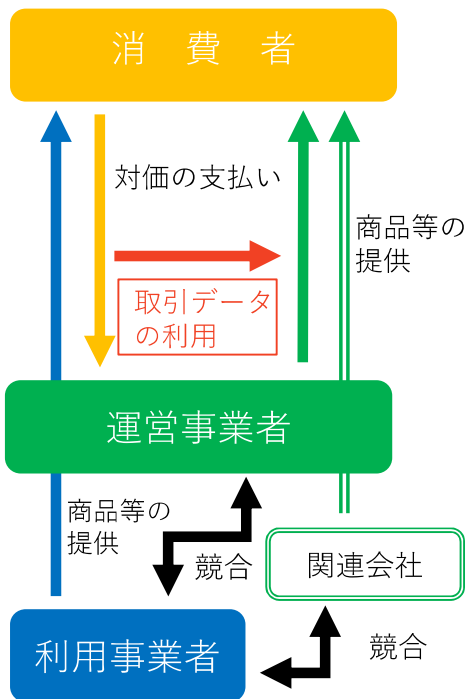 消　費　者
対価の支払い
商品等の
提供
取引データ
の利用
運営事業者
商品等の
提供
競合
関連会社
利用事業者
競合